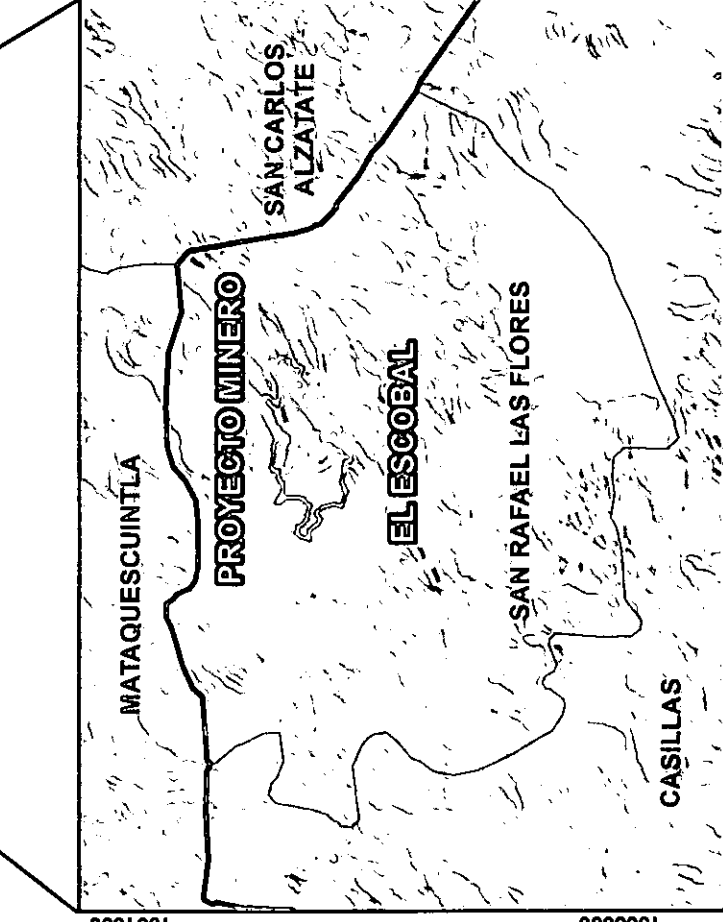 MATAQUESCUINTLA
SAN CARLOS
ALZATATE
PROYECTO MINERO
EL ESCOBAL
SAN RAFAEL LAS FLORES
CASILLAS